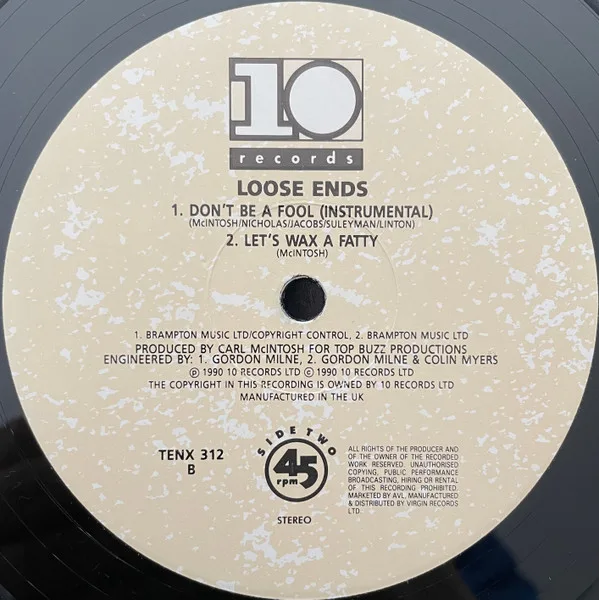 10
records
LOOSE ENDS
1. DON'T BE A FOOL (INSTRUMENTAL)
(McINTOSH/NICHOLAS/JACOBS/SULEYMAN/LINTON)
2. LET'S WAX A FATTY
(McINTOSH)
1. BRAMPTON MUSIC LTD/COPYRIGHT CONTROL, 2. BRAMPTON MUSIC LTD
PRODUCED BY CARL McINTOSH FOR TOP BUZZ PRODUCTIONS
ENGINEERED BY: 1. GORDON MILNE, 2. GORDON MILNE & COLIN MYERS
℗ 1990 10 RECORDS LTD © 1990 10 RECORDS LTD
THE COPYRIGHT IN THIS RECORDING IS OWNED BY 10 RECORDS LTD
MANUFACTURED IN THE UK
TENX 312
B
SIDE TWO
45
rpm
STEREO
ALL RIGHTS OF THE PRODUCER AND
OF THE OWNER OF THE RECORDED
WORK RESERVED. UNAUTHORISED
COPYING, PUBLIC PERFORMANCE
BROADCASTING, HIRING OR RENTAL
OF THIS RECORDING PROHIBITED.
MARKETED BY AVL, MANUFACTURED
& DISTRIBUTED BY VIRGIN RECORDS
LTD